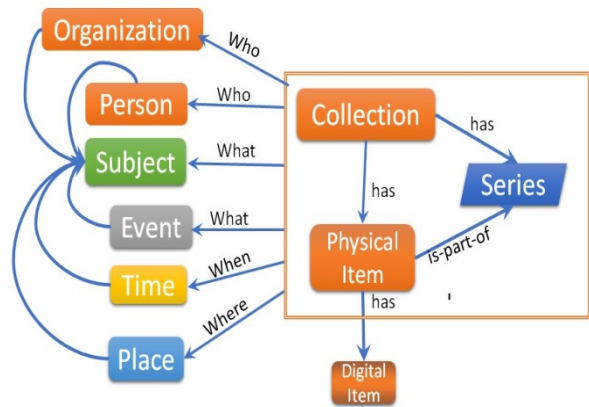 Organization
Who
Person
Who
Collection
has
Subject
What
Series
has
Event
What
Physical
Item
is-part-of
Time
When
has
Place
Where
Digital
Item